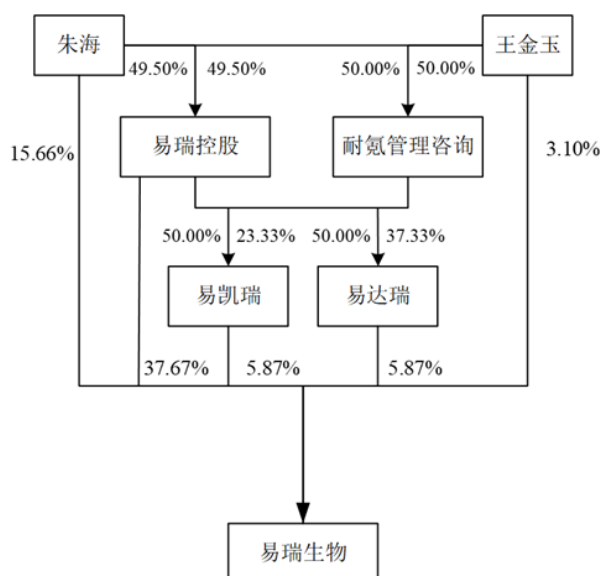 朱海
王金玉
49.50%
49.50%
50.00%
50.00%
易瑞控股
耐氪管理咨询
15.66%
3.10%
50.00%
23.33%
50.00%
37.33%
易凯瑞
易达瑞
37.67%
5.87%
5.87%
易瑞生物